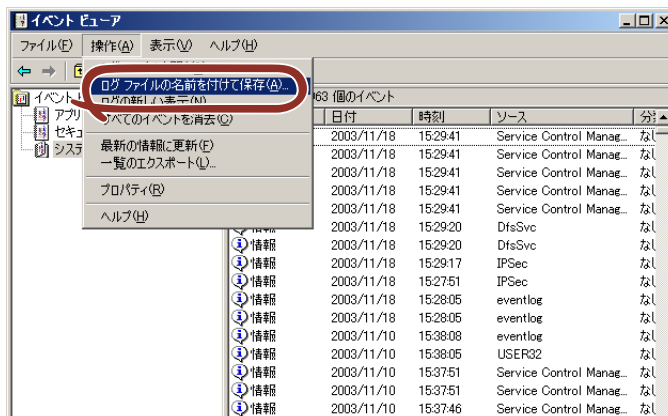 イベント ビューア
ファイル(F) 操作(A) 表示(V) ヘルプ(H)
ログ ファイルの名前を付けて保存(A)...
ログの新しい表示(N)
すべてのイベントを消去(C)
最新の情報に更新(F)
一覧のエクスポート(L)...
プロパティ(R)
ヘルプ(H)
イベント
アプリ
セキュ
システ
63 個のイベント
日付 時刻 ソース
2003/11/18 15:29:41 Service Control Manag...
2003/11/18 15:29:41 Service Control Manag...
2003/11/18 15:29:41 Service Control Manag...
2003/11/18 15:29:41 Service Control Manag...
2003/11/18 15:29:41 Service Control Manag...
情報 2003/11/18 15:29:20 DfsSvc なし
情報 2003/11/18 15:29:20 DfsSvc なし
情報 2003/11/18 15:29:17 IPSec なし
情報 2003/11/18 15:27:51 IPSec なし
情報 2003/11/18 15:28:05 eventlog なし
情報 2003/11/18 15:28:05 eventlog なし
情報 2003/11/10 15:38:08 eventlog なし
情報 2003/11/10 15:38:05 USER32 なし
情報 2003/11/10 15:37:51 Service Control Manag... なし
情報 2003/11/10 15:37:51 Service Control Manag... なし
情報 2003/11/10 15:37:46 Service Control Manag... なし